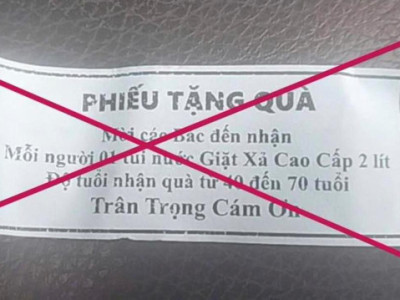 PHIẾU TẶNG QUÀ
Mời các Bác đến nhận
Mỗi người 01 túi nước Giặt Xả Cao Cấp 2 lít
Độ tuổi nhận quà từ 40 đến 70 tuổi
Trân Trọng Cám Ơn